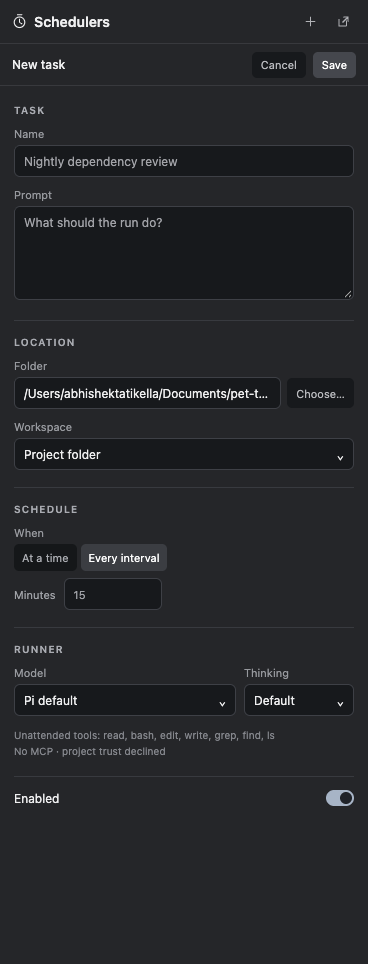 Schedulers
New task
Cancel
Save
TASK
Name
Nightly dependency review
Prompt
What should the run do?
LOCATION
Folder
/Users/abhishektatikella/Documents/pet-t...
Choose...
Workspace
Project folder
SCHEDULE
When
At a time
Every interval
Minutes
15
RUNNER
Model
Thinking
Pi default
Default
Unattended tools: read, bash, edit, write, grep, find, ls
No MCP · project trust declined
Enabled